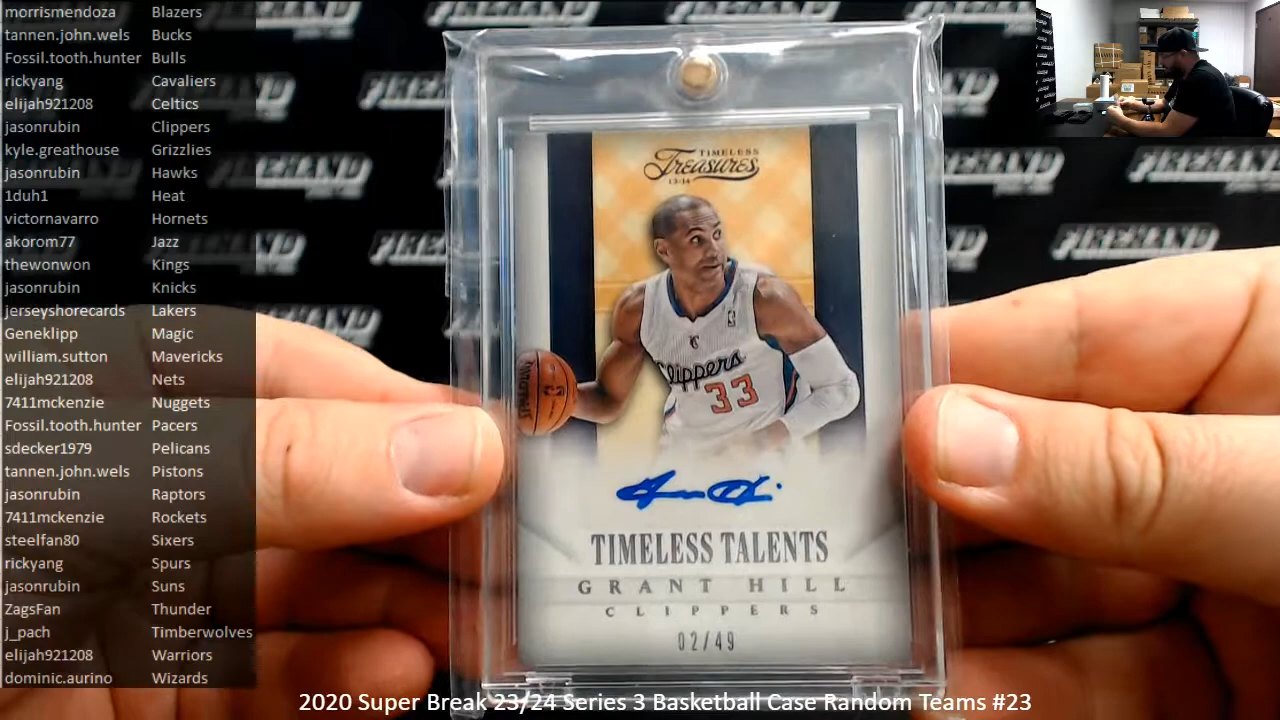 morrismendoza Blazers
tannen.john.wels Bucks
Fossil.tooth.hunter Bulls
rickyang Cavaliers
elijah921208 Celtics
jasonrubin Clippers
kyle.greathouse Grizzlies
jasonrubin Hawks
1duh1 Heat
victornavarro Hornets
akorom77 Jazz
thewonwon Kings
jasonrubin Knicks
jerseyshorecards Lakers
Geneklipp Magic
william.sutton Mavericks
elijah921208 Nets
7411mckenzie Nuggets
Fossil.tooth.hunter Pacers
sdecker1979 Pelicans
tannen.john.wels Pistons
jasonrubin Raptors
7411mckenzie Rockets
steelfan80 Sixers
rickyang Spurs
jasonrubin Suns
ZagsFan Thunder
j_pach Timberwolves
elijah921208 Warriors
dominic.aurino Wizards
TIMELESS
Treasures
13-14
Clippers
33
SPALDING
TIMELESS TALENTS
GRANT HILL
CLIPPERS
02/49
FIREHAND
FIREHAND
FIREHAND
2020 Super Break 23/24 Series 3 Basketball Case Random Teams #23